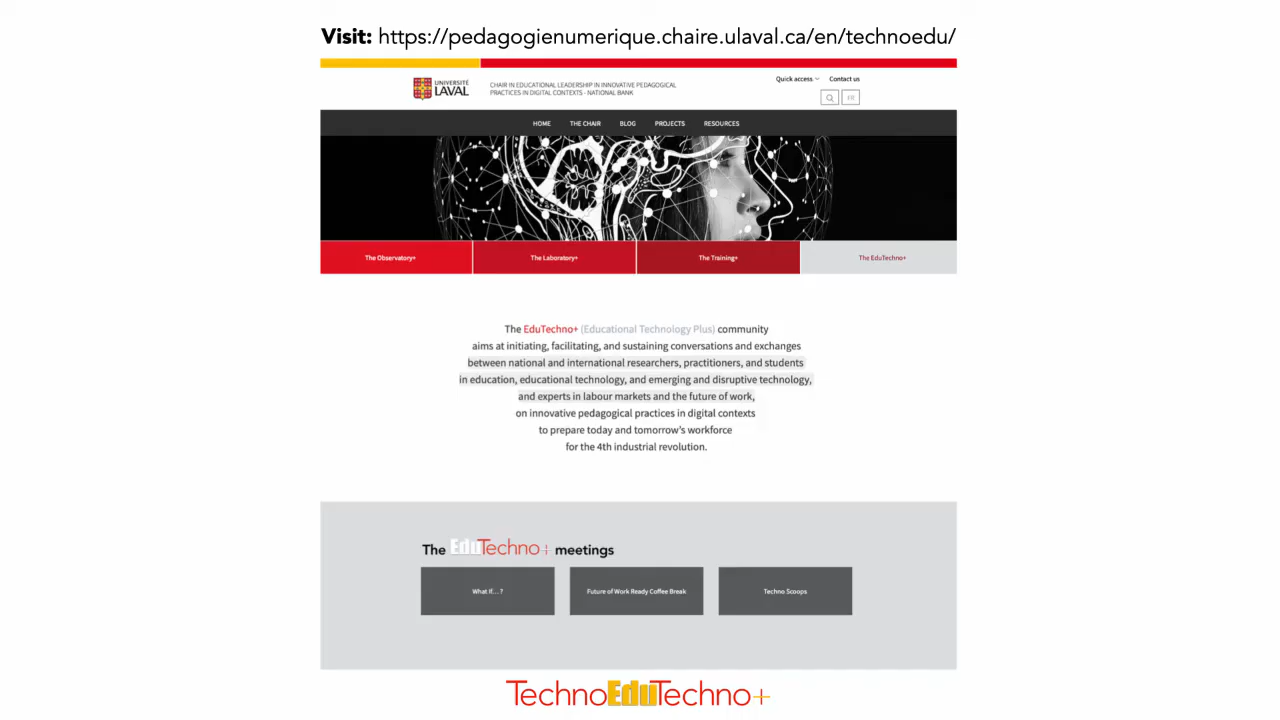 Visit: https://pedagogienumerique.chaire.ulaval.ca/en/technoedu/
Quick access
Contact us
UNIVERSITÉ
LAVAL
CHAIR IN EDUCATIONAL LEADERSHIP IN INNOVATIVE PEDAGOGICAL
PRACTICES IN DIGITAL CONTEXTS - NATIONAL BANK
FR
HOME THE CHAIR BLOG PROJECTS RESOURCES
The Observatory+ The Laboratory+ The Training+ The EduTechno+
The EduTechno+ (Educational Technology Plus) community
aims at initiating, facilitating, and sustaining conversations and exchanges
between national and international researchers, practitioners, and students
in education, educational technology, and emerging and disruptive technology,
and experts in labour markets and the future of work,
on innovative pedagogical practices in digital contexts
to prepare today and tomorrow's workforce
for the 4th industrial revolution.
The EduTechno+ meetings
What If...? Future of Work Ready Coffee Break Techno Scoops
TechnoEduTechno+